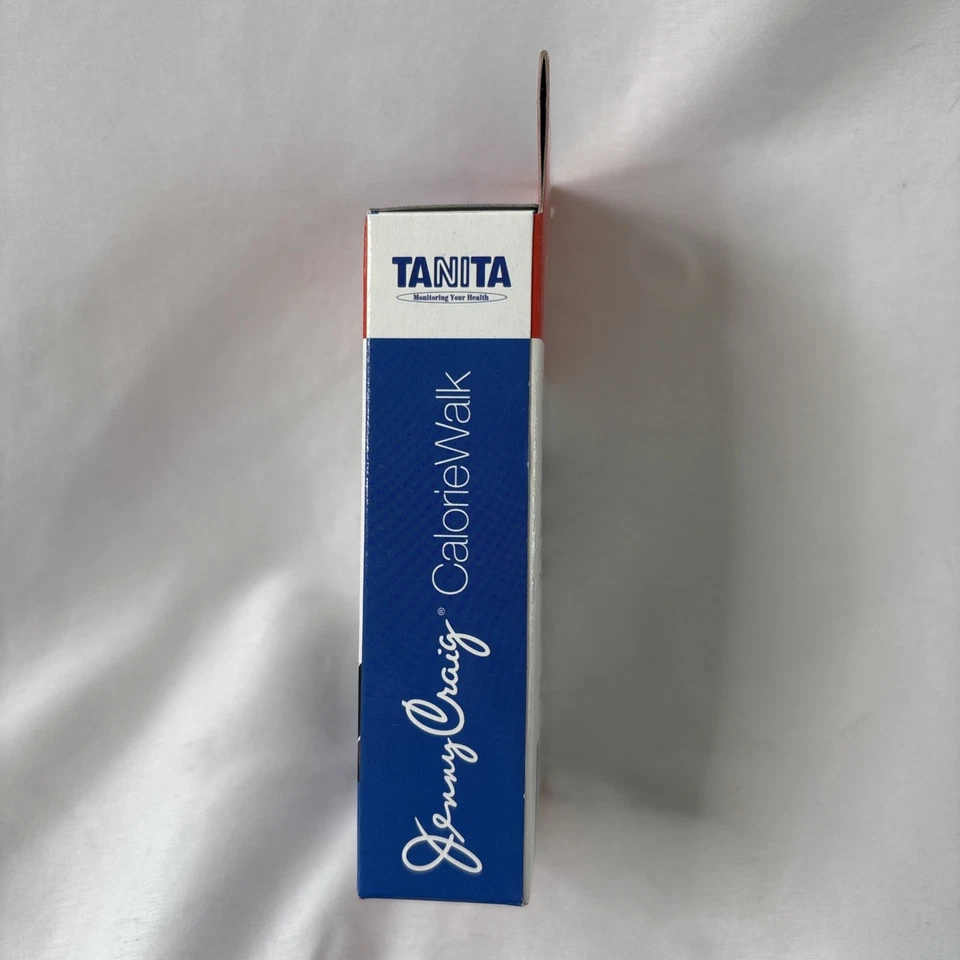 TANITA
Monitoring Your Health
Jenny Craig® CalorieWalk